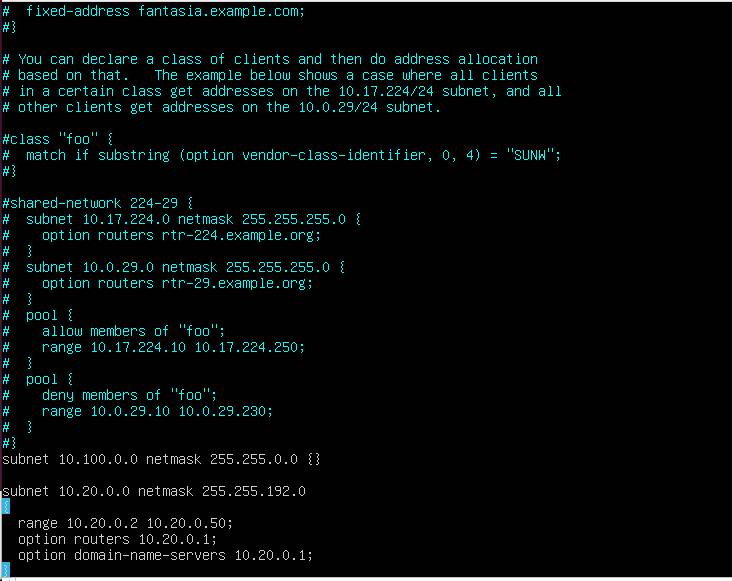 #  fixed-address fantasia.example.com;
#}
# You can declare a class of clients and then do address allocation
# based on that.   The example below shows a case where all clients
# in a certain class get addresses on the 10.17.224/24 subnet, and all
# other clients get addresses on the 10.0.29/24 subnet.
#class "foo" {
#  match if substring (option vendor-class-identifier, 0, 4) = "SUNW";
#}
#shared-network 224-29 {
#  subnet 10.17.224.0 netmask 255.255.255.0 {
#    option routers rtr-224.example.org;
#  }
#  subnet 10.0.29.0 netmask 255.255.255.0 {
#    option routers rtr-29.example.org;
#  }
#  pool {
#    allow members of "foo";
#    range 10.17.224.10 10.17.224.250;
#  }
#  pool {
#    deny members of "foo";
#    range 10.0.29.10 10.0.29.230;
#  }
#}
subnet 10.100.0.0 netmask 255.255.0.0 {}
subnet 10.20.0.0 netmask 255.255.192.0
{
  range 10.20.0.2 10.20.0.50;
  option routers 10.20.0.1;
  option domain-name-servers 10.20.0.1;
}